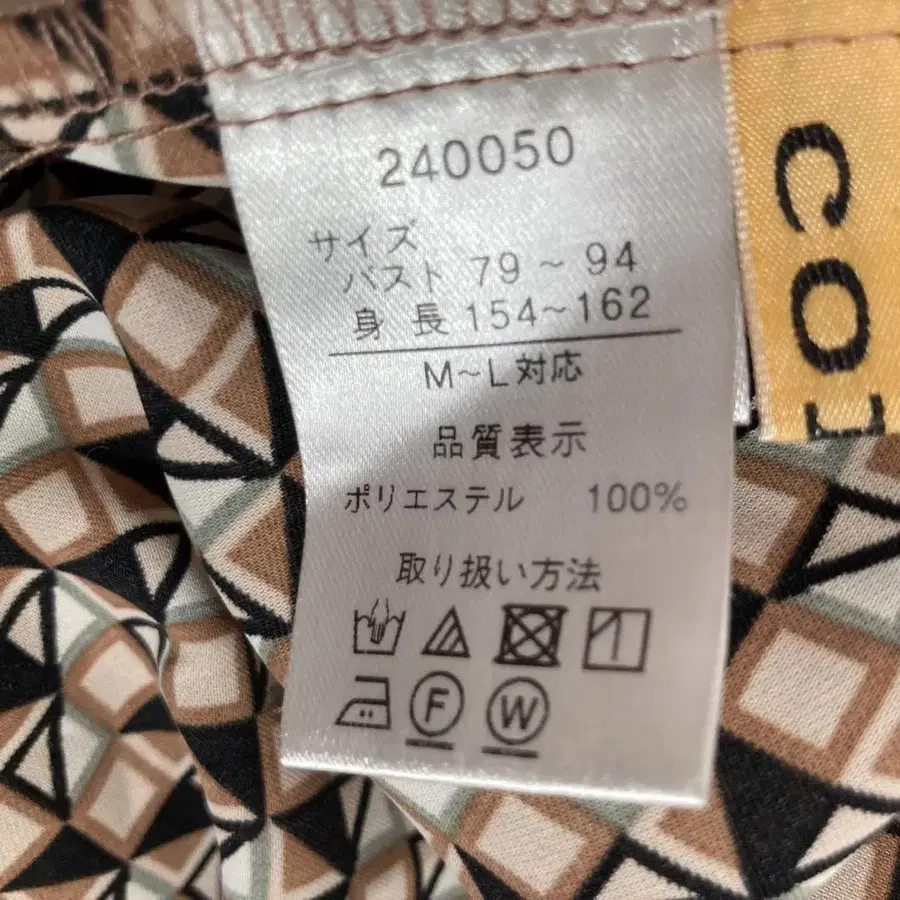 240050
サイズ
バスト 79～94
身長 154～162
M～L対応
品質表示
ポリエステル 100%
取り扱い方法
F W
CO